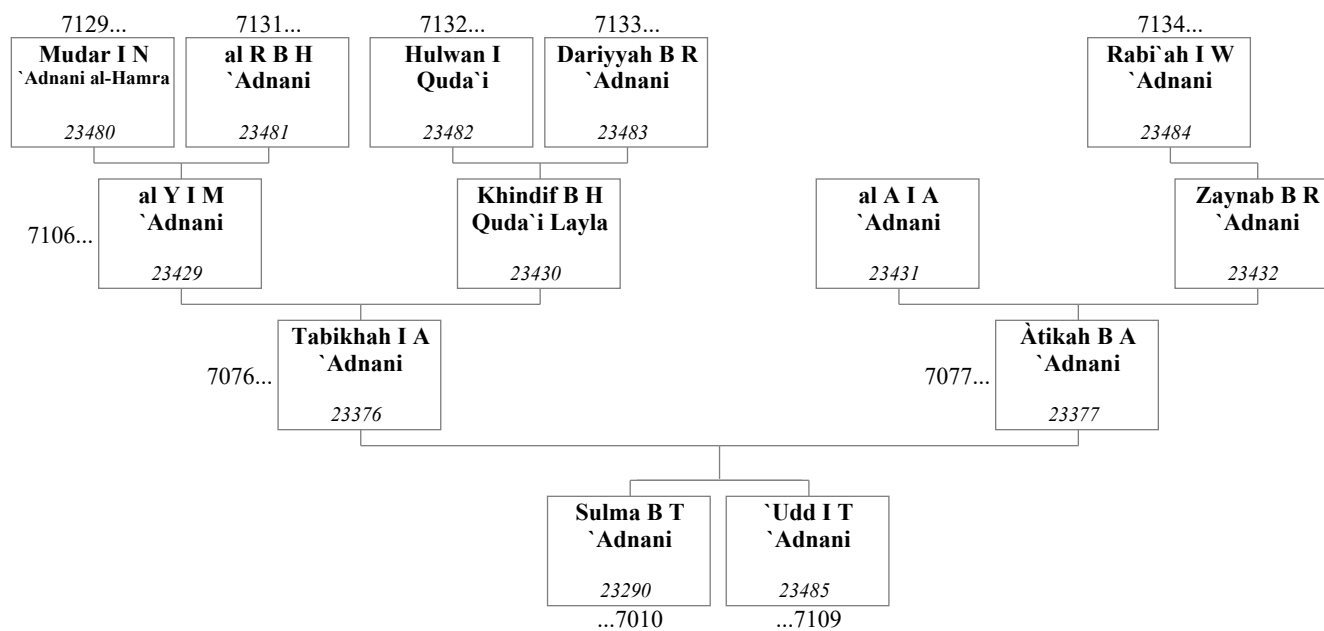 7129...
7131...
7132...
7133...
7134...
Mudar I N
`Adnani al-Hamra
23480
al R B H
`Adnani
23481
Hulwan I
Quda`i
23482
Dariyyah B R
`Adnani
23483
Rabi`ah I W
`Adnani
23484
7106...
al Y I M
`Adnani
23429
Khindif B H
Quda`i Layla
23430
al A I A
`Adnani
23431
Zaynab B R
`Adnani
23432
7076...
Tabikhah I A
`Adnani
23376
7077...
Àtikah B A
`Adnani
23377
Sulma B T
`Adnani
23290
...7010
`Udd I T
`Adnani
23485
...7109